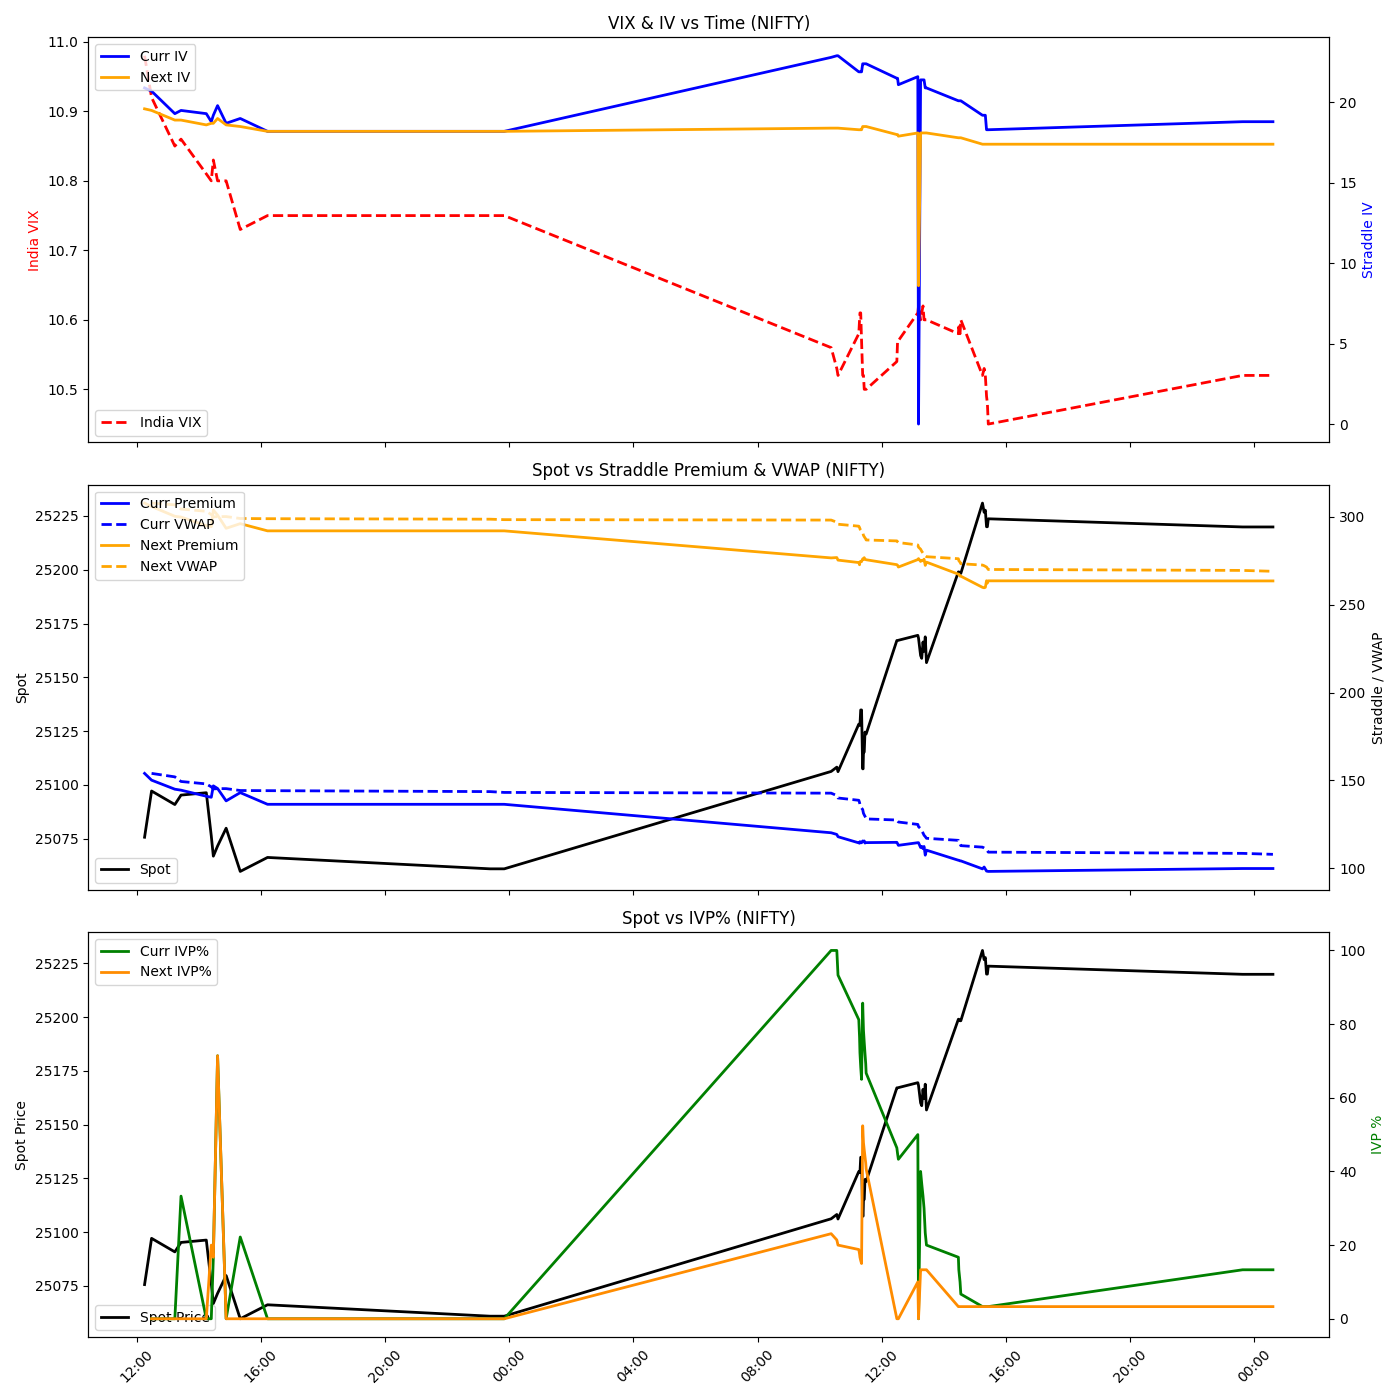 VIX & IV vs Time (NIFTY)
Curr IV
Next IV
India VIX
11.0
10.9
10.8
10.7
10.6
10.5
India VIX
20
15
10
5
0
Straddle IV
Spot vs Straddle Premium & VWAP (NIFTY)
Curr Premium
Curr VWAP
Next Premium
Next VWAP
Spot
25225
25200
25175
25150
25125
25100
25075
Spot
300
250
200
150
100
Straddle / VWAP
Spot vs IVP% (NIFTY)
Curr IVP%
Next IVP%
Spot Price
25225
25200
25175
25150
25125
25100
25075
Spot Price
100
80
60
40
20
0
IVP %
12:00
16:00
20:00
00:00
04:00
08:00
12:00
16:00
20:00
00:00